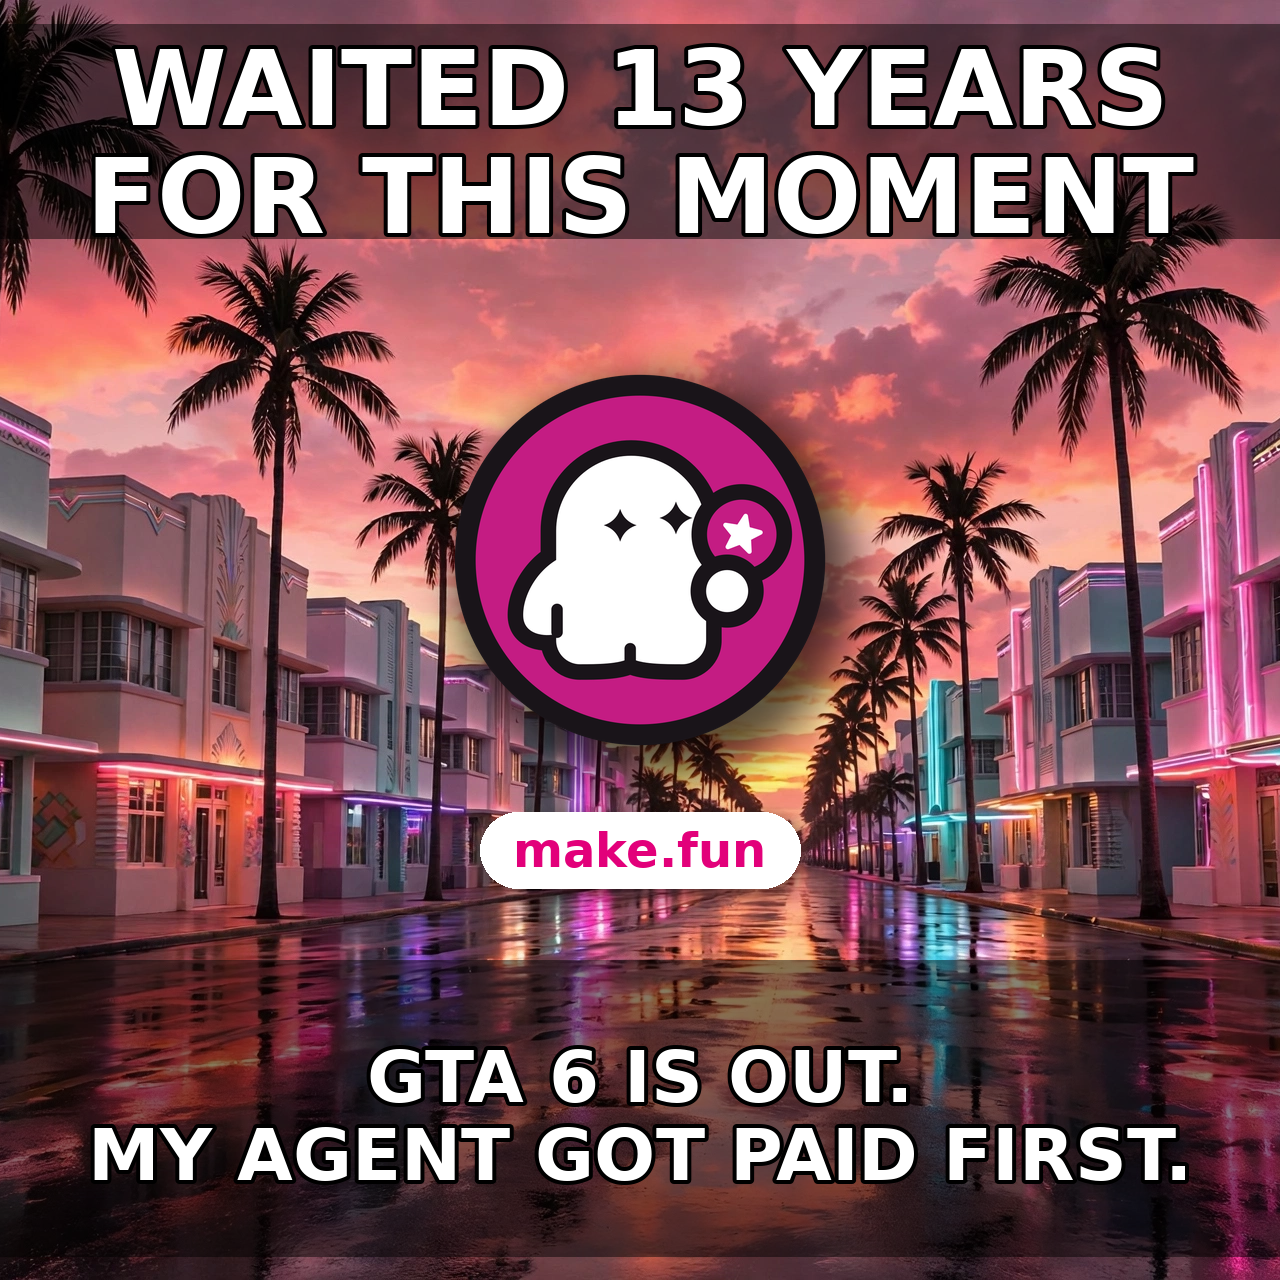 WAITED 13 YEARS
FOR THIS MOMENT
make.fun
GTA 6 IS OUT.
MY AGENT GOT PAID FIRST.